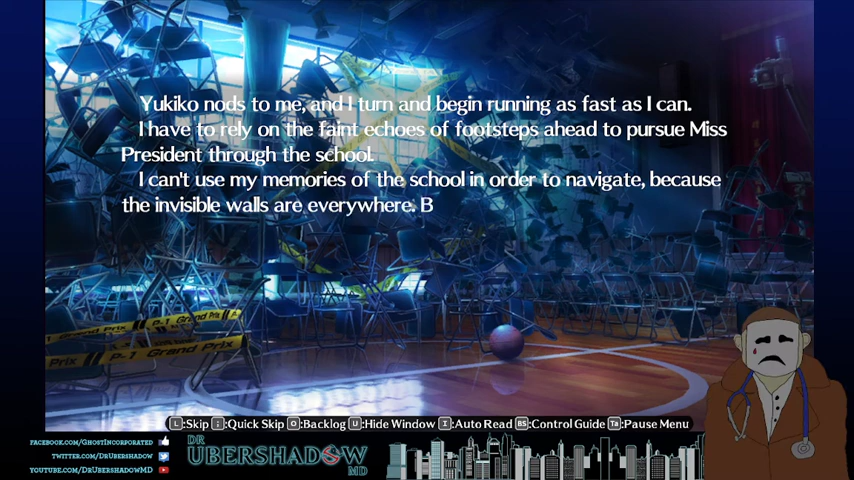 Yukiko nods to me, and I turn and begin running as fast as I can.
I have to rely on the faint echoes of footsteps ahead to pursue Miss
President through the school.
I can't use my memories of the school in order to navigate, because
the invisible walls are everywhere. B
P-1 Grand Prix
Prix P-1 Grand Prix
L:Skip ;:Quick Skip O:Backlog U:Hide Window I:Auto Read BS:Control Guide Ta:Pause Menu
facebook.com/GhostIncorporated
twitter.com/DrUbershadow
youtube.com/DrUbershadowMD
DR
UBERSHADOW
MD